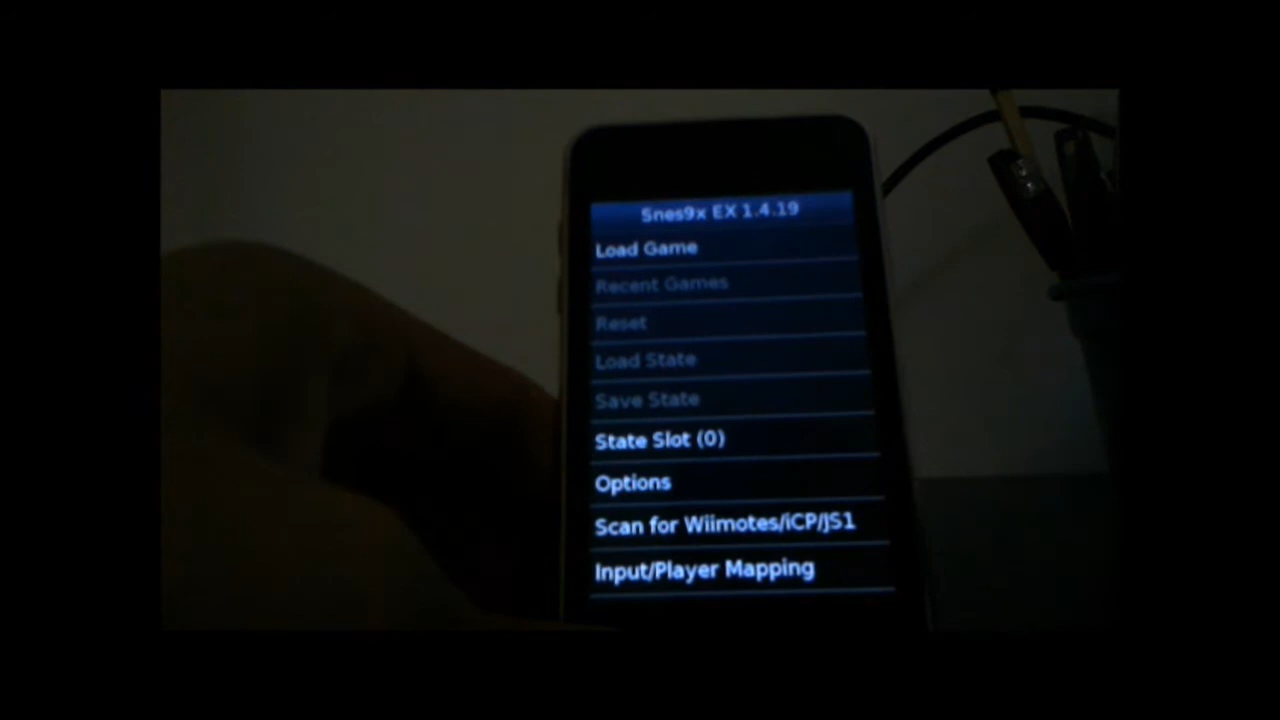 Snes9x EX 1.4.19
Load Game
Recent Games
Reset
Load State
Save State
State Slot (0)
Options
Scan for Wiimotes/iCP/JS1
Input/Player Mapping